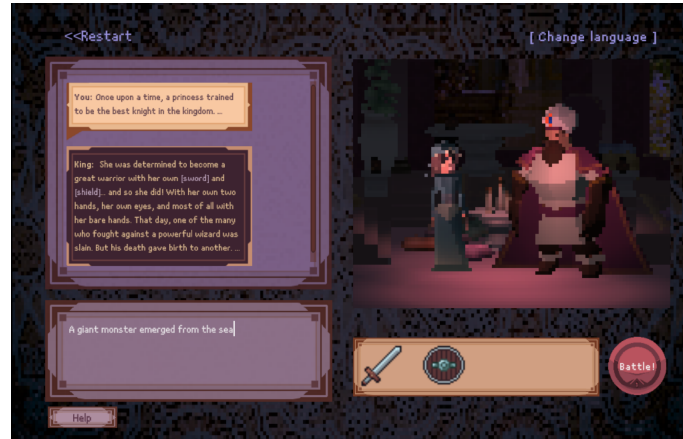 <<Restart
[ Change language ]
You: Once upon a time, a princess trained
to be the best knight in the kingdom. ...
King: She was determined to become a
great warrior with her own [sword] and
[shield].. and so she did! With her own two
hands, her own eyes, and most of all with
her bare hands. That day, one of the many
who fought against a powerful wizard was
slain. But his death gave birth to another. ...
A giant monster emerged from the sea
Battle!
Help